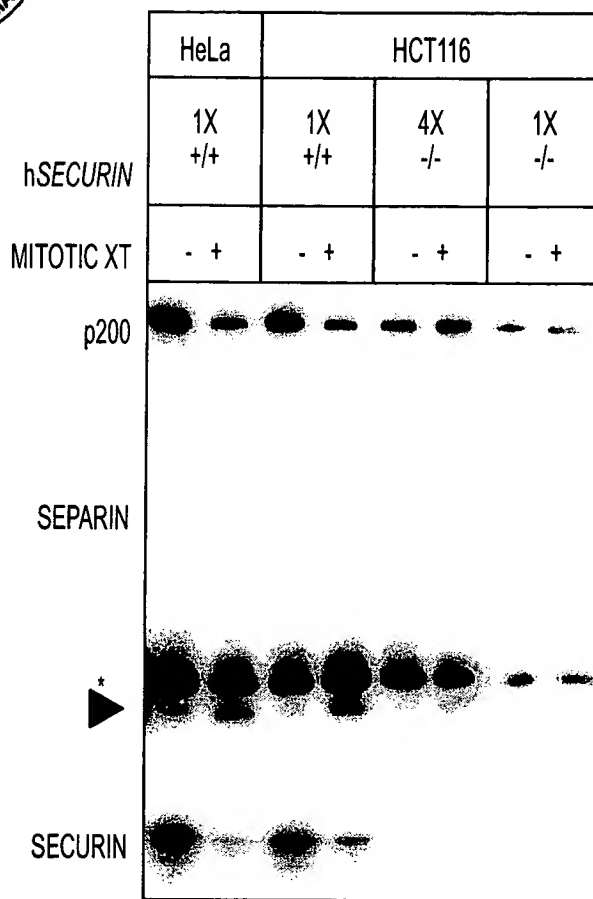 HeLa HCT116
hSECURIN 1X +/+ 1X +/+ 4X -/- 1X -/-
MITOTIC XT - + - + - + - +
p200
SEPARIN
*
SECURIN